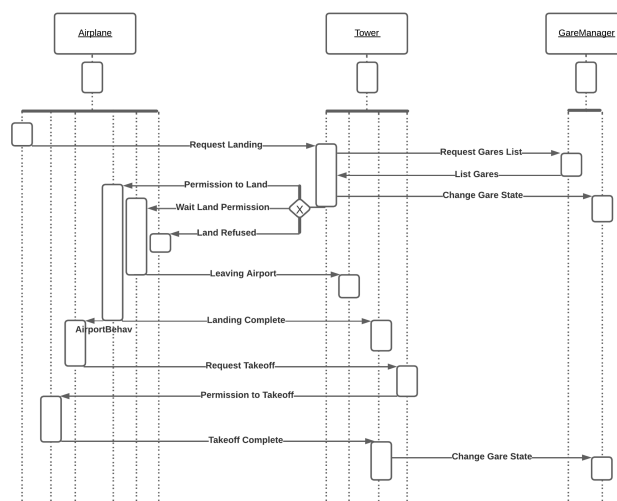 Airplane
Tower
GareManager
Request Landing
Request Gares List
List Gares
Permission to Land
Change Gare State
Wait Land Permission
X
Land Refused
Leaving Airport
Landing Complete
AirportBehav
Request Takeoff
Permission to Takeoff
Takeoff Complete
Change Gare State